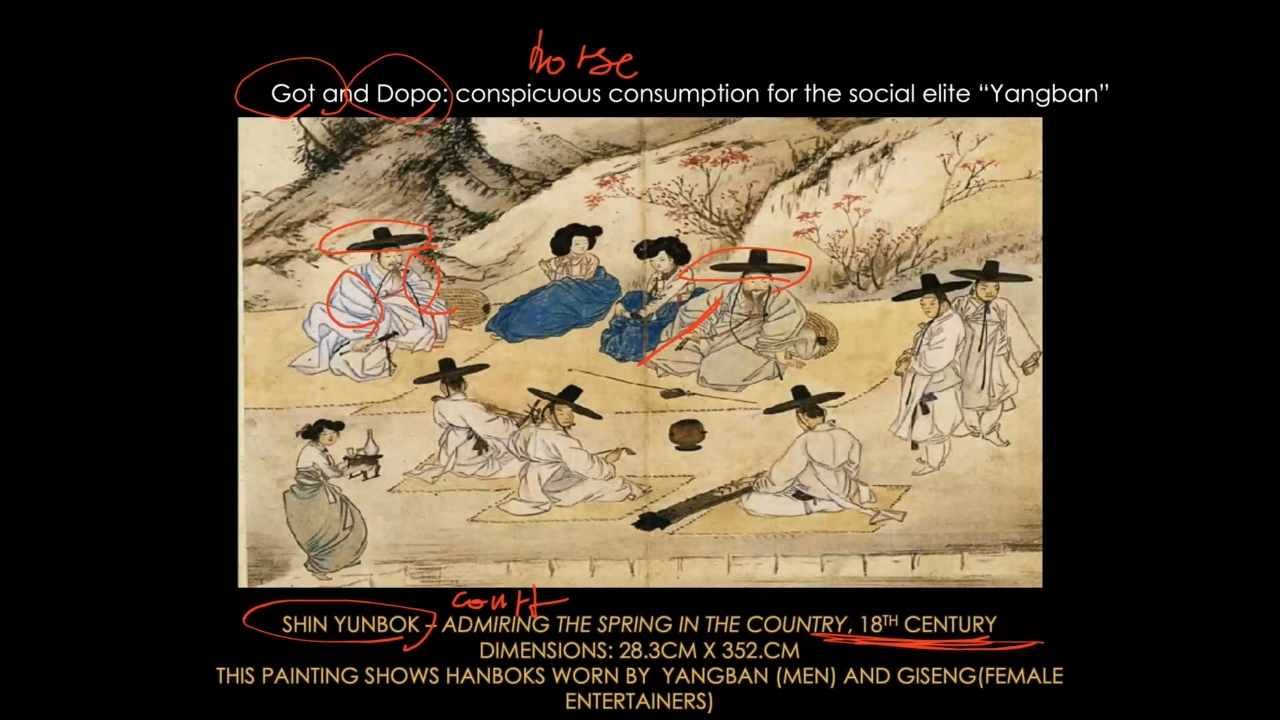 horse
Got and Dopo: conspicuous consumption for the social elite “Yangban”
court
SHIN YUNBOK – ADMIRING THE SPRING IN THE COUNTRY, 18TH CENTURY
DIMENSIONS: 28.3CM X 352.CM
THIS PAINTING SHOWS HANBOKS WORN BY YANGBAN (MEN) AND GISENG(FEMALE
ENTERTAINERS)